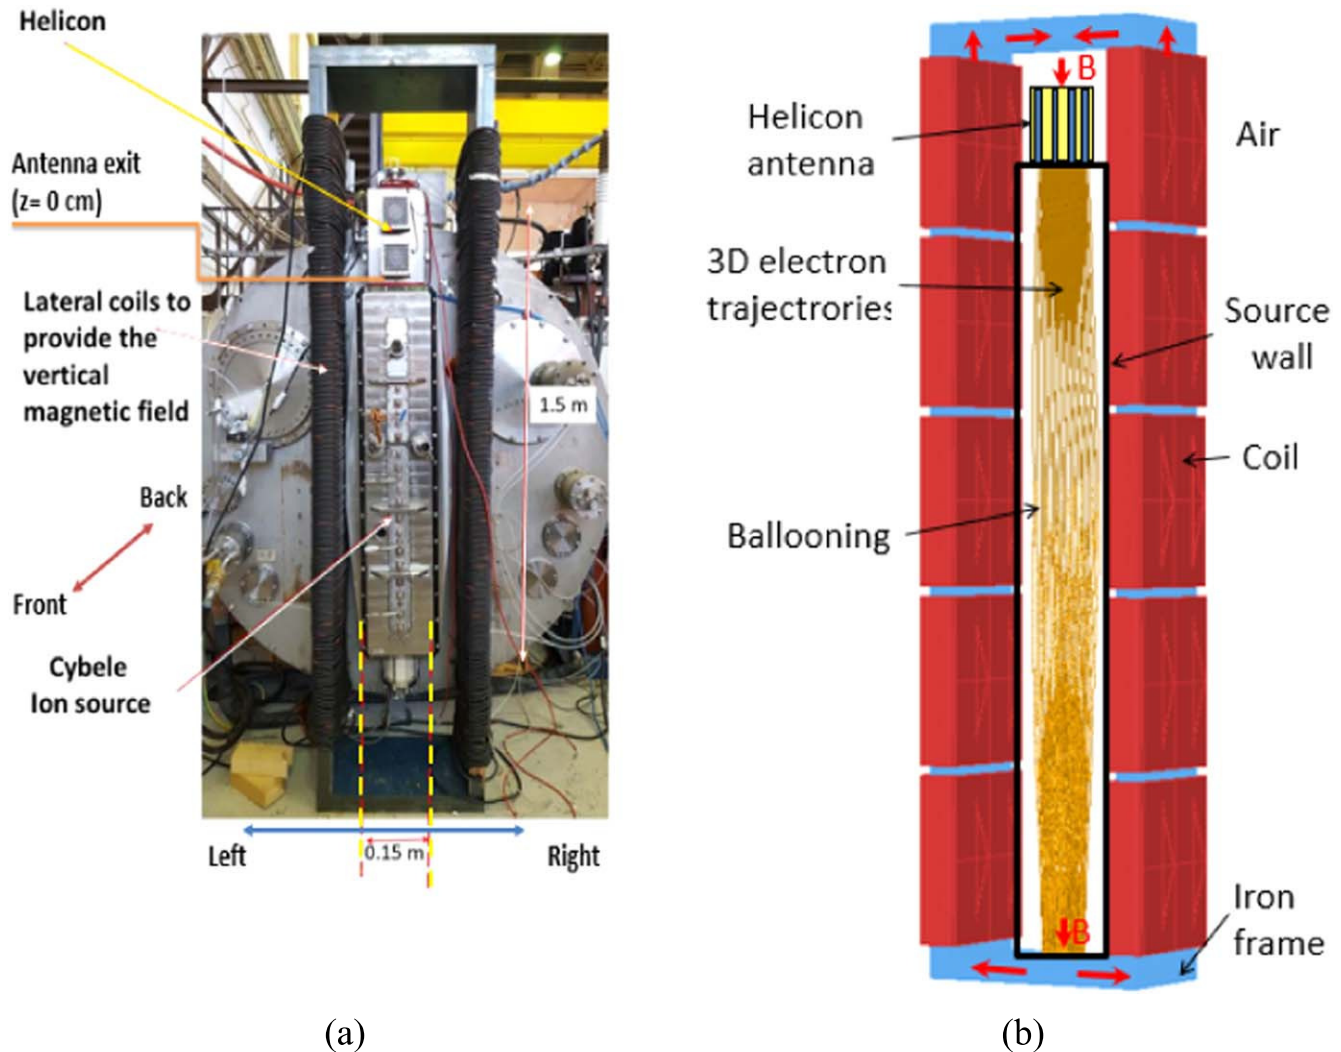 Helicon
Antenna exit
(z= 0 cm)
Lateral coils to
provide the
vertical
magnetic field
1.5 m
Back
Front
Cybele
Ion source
Left
0.15 m
Right
(a)
B
Helicon
antenna
Air
3D electron
trajectrories
Source
wall
Coil
Ballooning
B
Iron
frame
(b)